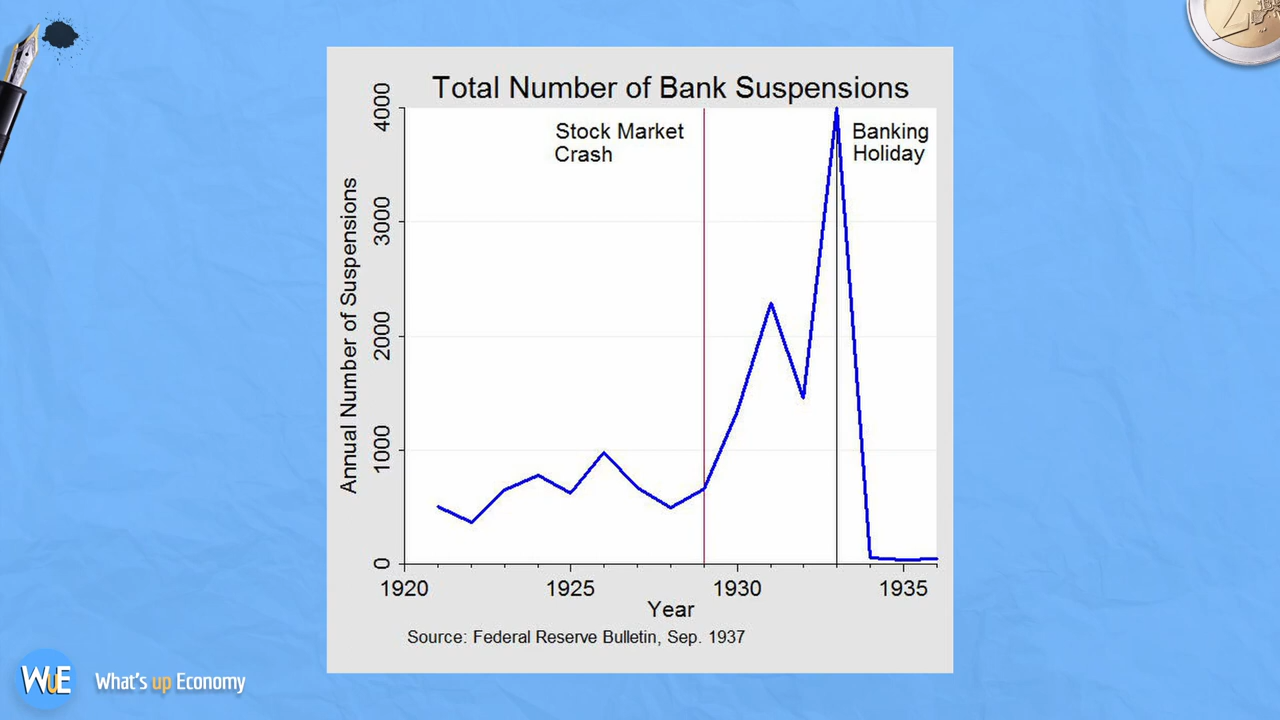 Total Number of Bank Suspensions
Stock Market
Crash
Banking
Holiday
Annual Number of Suspensions
4000
3000
2000
1000
0
1920
1925
1930
1935
Year
Source: Federal Reserve Bulletin, Sep. 1937
WuE
What's up Economy